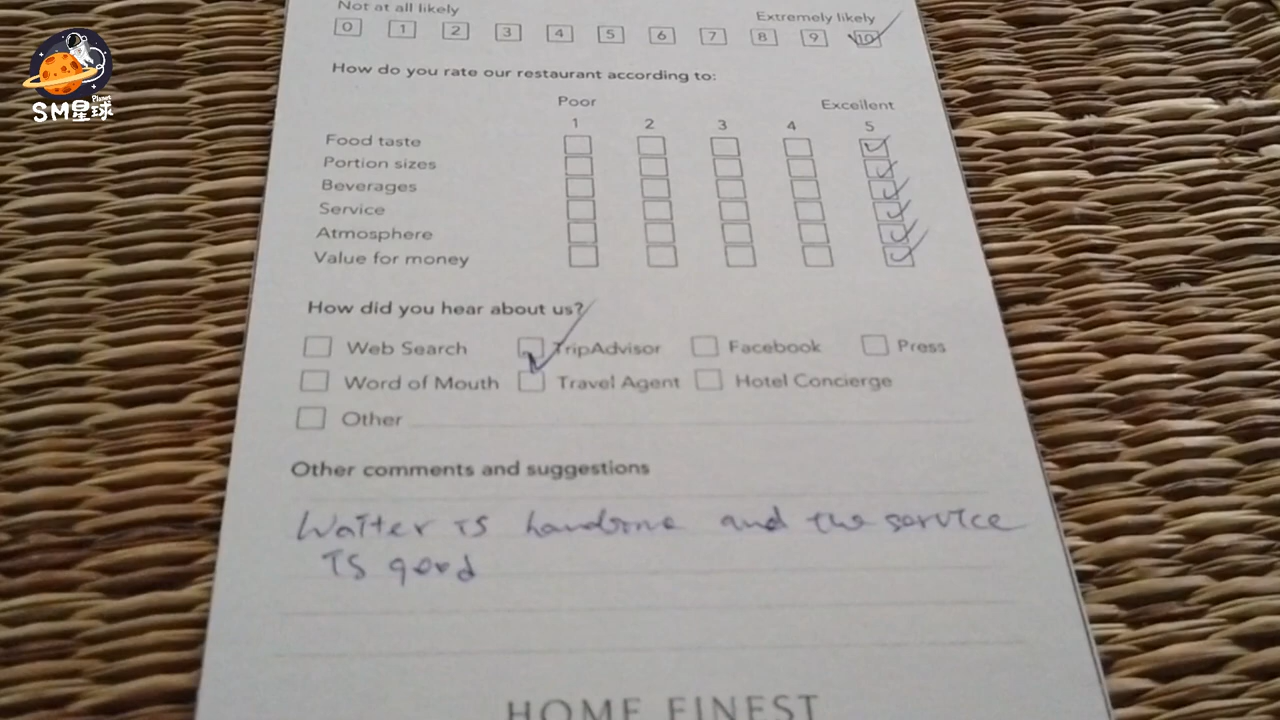 Not at all likely Extremely likely
0 1 2 3 4 5 6 7 8 9 10
How do you rate our restaurant according to:
Poor Excellent
1 2 3 4 5
Food taste
Portion sizes
Beverages
Service
Atmosphere
Value for money
How did you hear about us?
Web Search TripAdvisor Facebook Press
Word of Mouth Travel Agent Hotel Concierge
Other
Other comments and suggestions
Waiter is handsome and the service
is good
HOME FINEST
Planet
SM星球